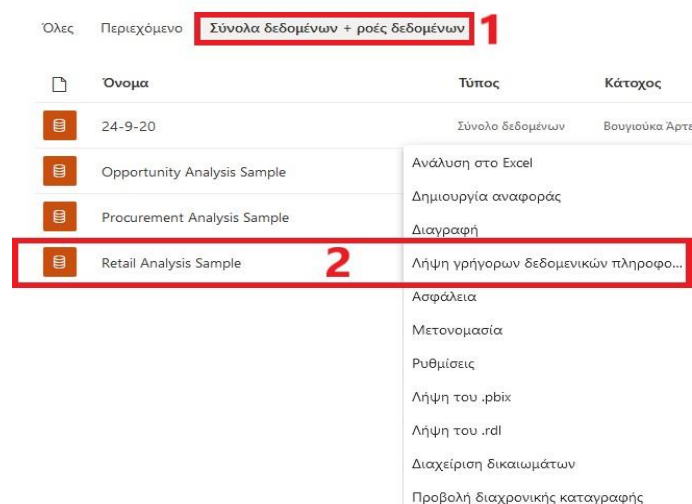 Όλες Περιεχόμενο Σύνολα δεδομένων + ροές δεδομένων 1
Όνομα Τύπος Κάτοχος
24-9-20 Σύνολο δεδομένων Βουγιούκα Άρτε
Opportunity Analysis Sample
Ανάλυση στο Excel
Δημιουργία αναφοράς
Procurement Analysis Sample
Διαγραφή
Retail Analysis Sample 2 Λήψη γρήγορων δεδομενικών πληροφο...
Ασφάλεια
Μετονομασία
Ρυθμίσεις
Λήψη του .pbix
Λήψη του .rdl
Διαχείριση δικαιωμάτων
Προβολή διαχρονικής καταγραφής